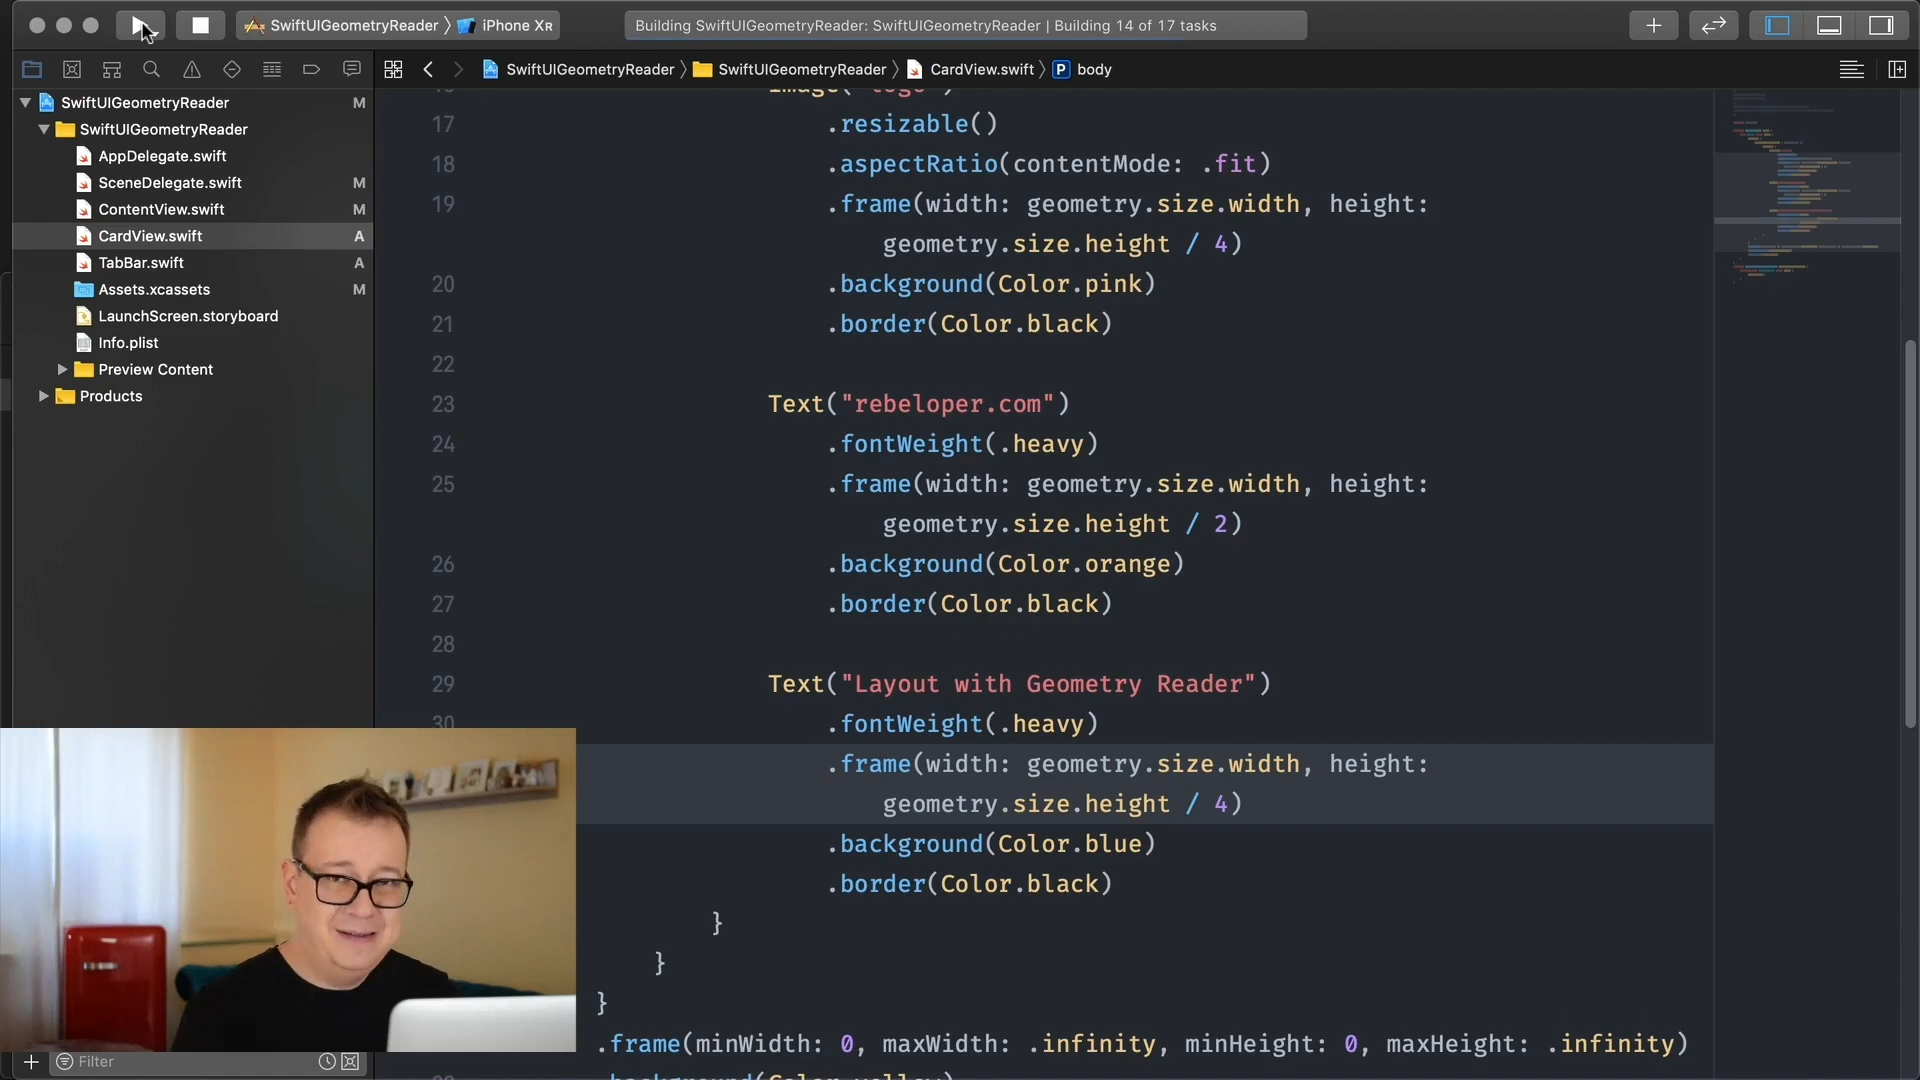 SwiftUIGeometryReader
iPhone XR
Building SwiftUIGeometryReader: SwiftUIGeometryReader | Building 14 of 17 tasks
SwiftUIGeometryReader
SwiftUIGeometryReader
CardView.swift
P
body
SwiftUIGeometryReader M
SwiftUIGeometryReader
AppDelegate.swift
SceneDelegate.swift M
ContentView.swift M
CardView.swift A
TabBar.swift A
Assets.xcassets M
LaunchScreen.storyboard
Info.plist
Preview Content
Products
Filter
17 .resizable()
18 .aspectRatio(contentMode: .fit)
19 .frame(width: geometry.size.width, height:
geometry.size.height / 4)
20 .background(Color.pink)
21 .border(Color.black)
22
23 Text("rebeloper.com")
24 .fontWeight(.heavy)
25 .frame(width: geometry.size.width, height:
geometry.size.height / 2)
26 .background(Color.orange)
27 .border(Color.black)
28
29 Text("Layout with Geometry Reader")
30 .fontWeight(.heavy)
.frame(width: geometry.size.width, height:
geometry.size.height / 4)
.background(Color.blue)
.border(Color.black)
}
}
}
.frame(minWidth: 0, maxWidth: .infinity, minHeight: 0, maxHeight: .infinity)